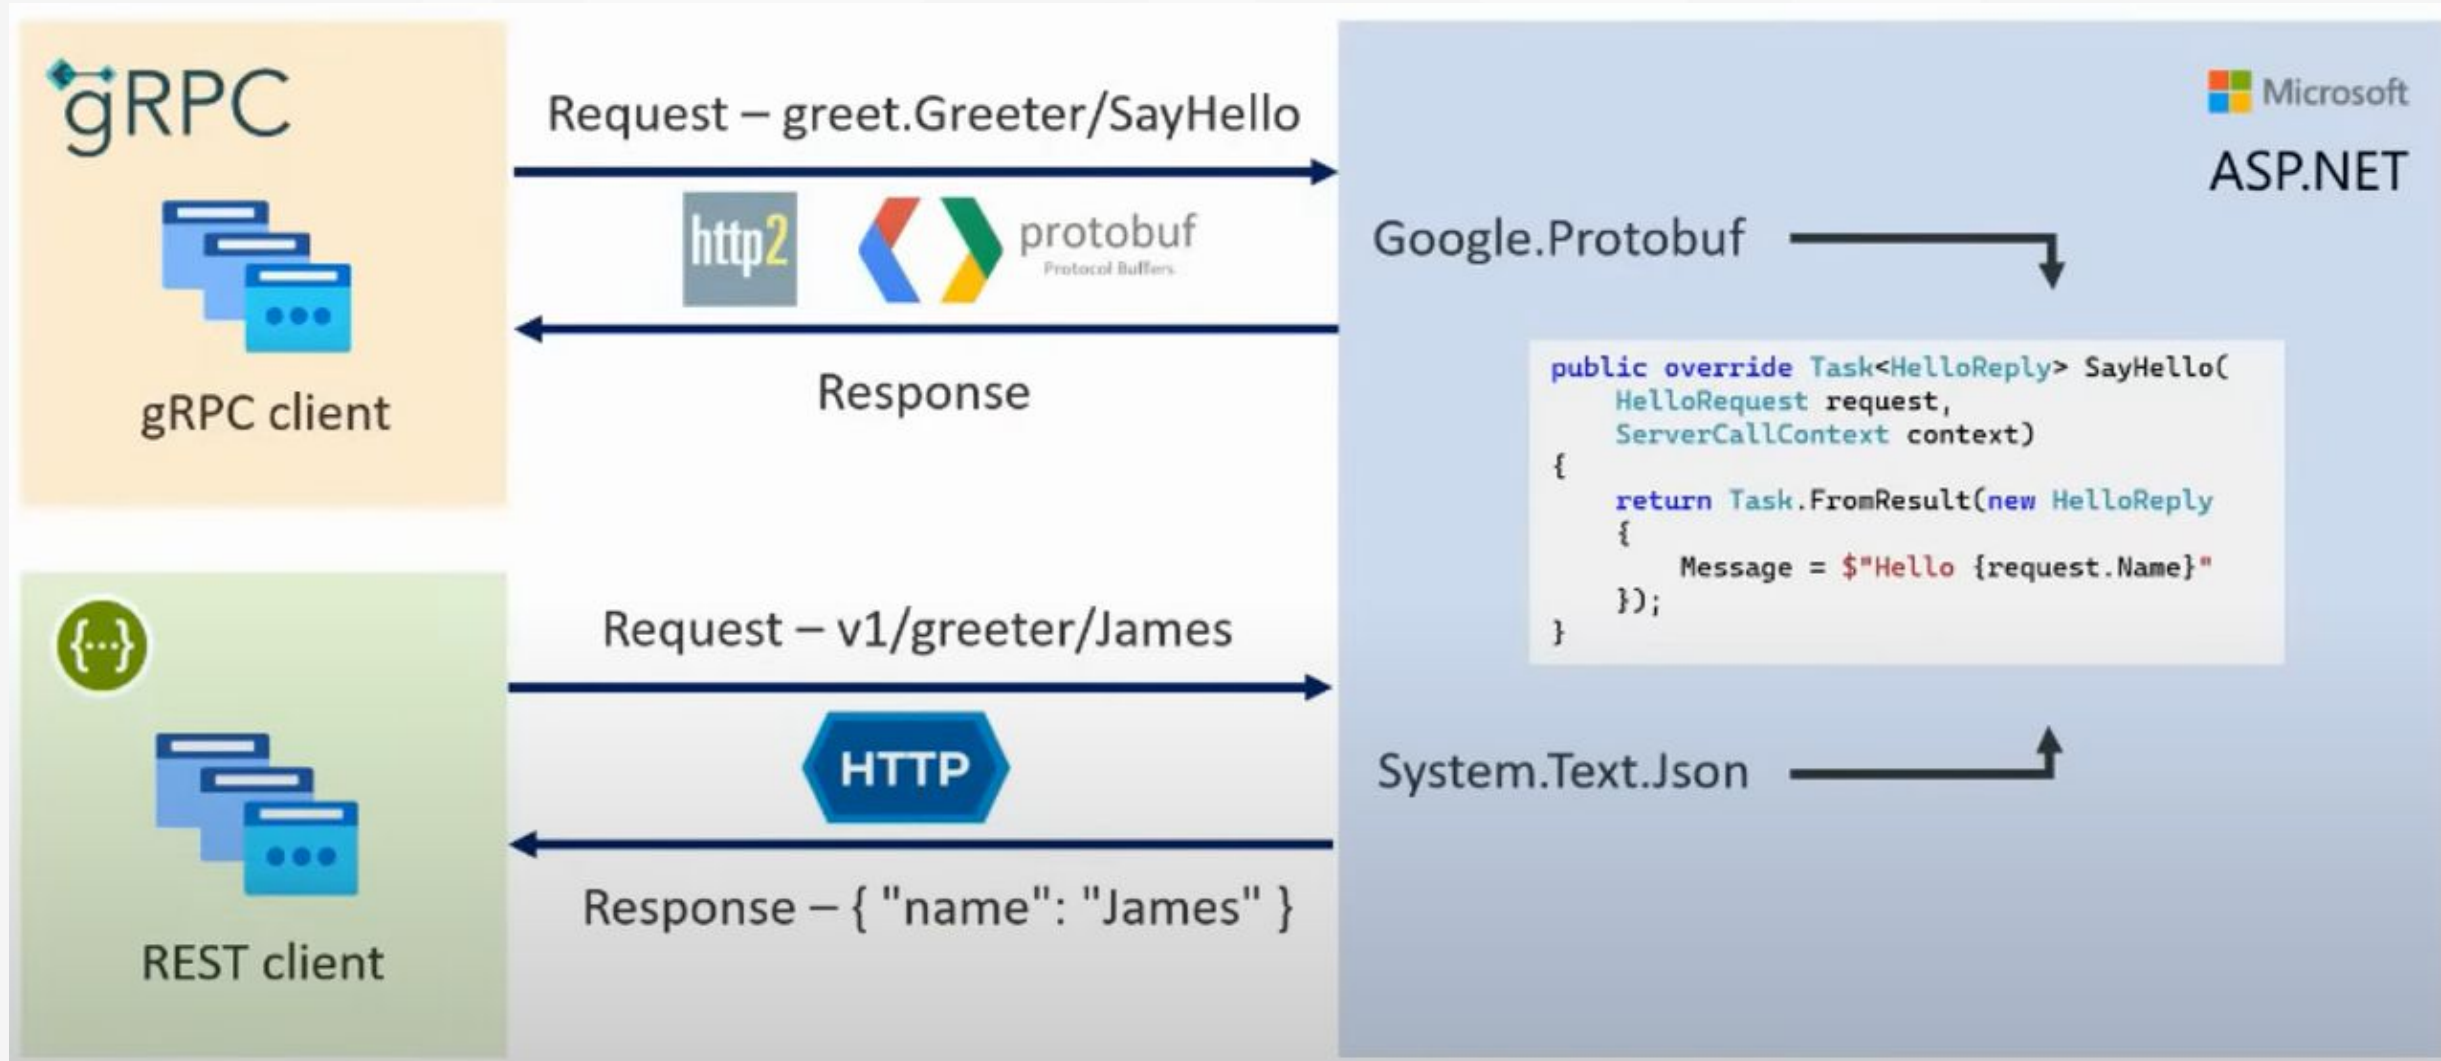 gRPC
gRPC client
Request – greet.Greeter/SayHello
http2
protobuf
Protocol Buffers
Response
{···}
REST client
Request – v1/greeter/James
HTTP
Response – { "name": "James" }
Microsoft
ASP.NET
Google.Protobuf
public override Task<HelloReply> SayHello(
HelloRequest request,
ServerCallContext context)
{
return Task.FromResult(new HelloReply
{
Message = $"Hello {request.Name}"
});
}
System.Text.Json